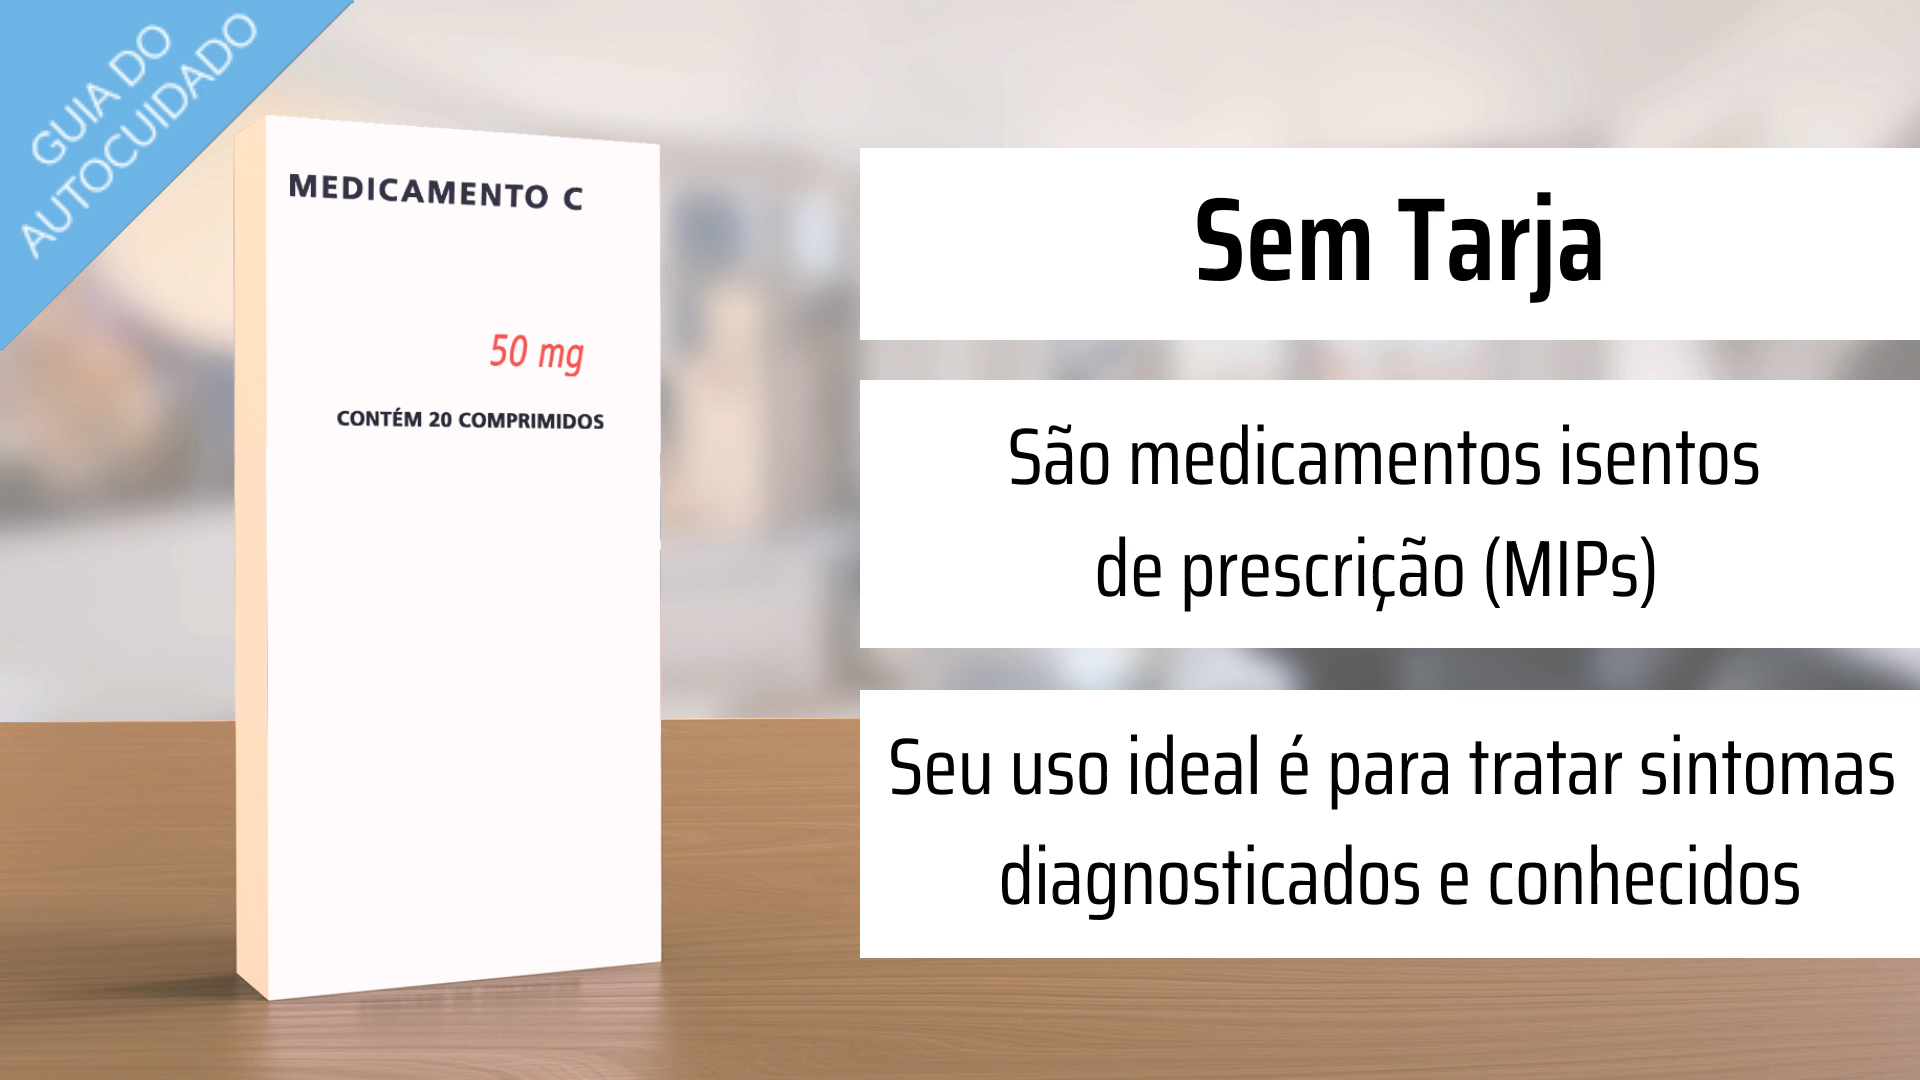 GUIA DO
AUTOCUIDADO
MEDICAMENTO C
50 mg
CONTÉM 20 COMPRIMIDOS
Sem Tarja
São medicamentos isentos
de prescrição (MIPs)
Seu uso ideal é para tratar sintomas
diagnosticados e conhecidos